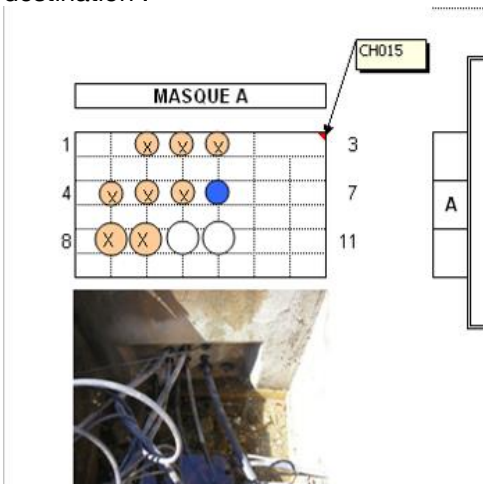 destination :
CH015
MASQUE A
1 X X X 3
4 X X X 7
A
8 X X 11